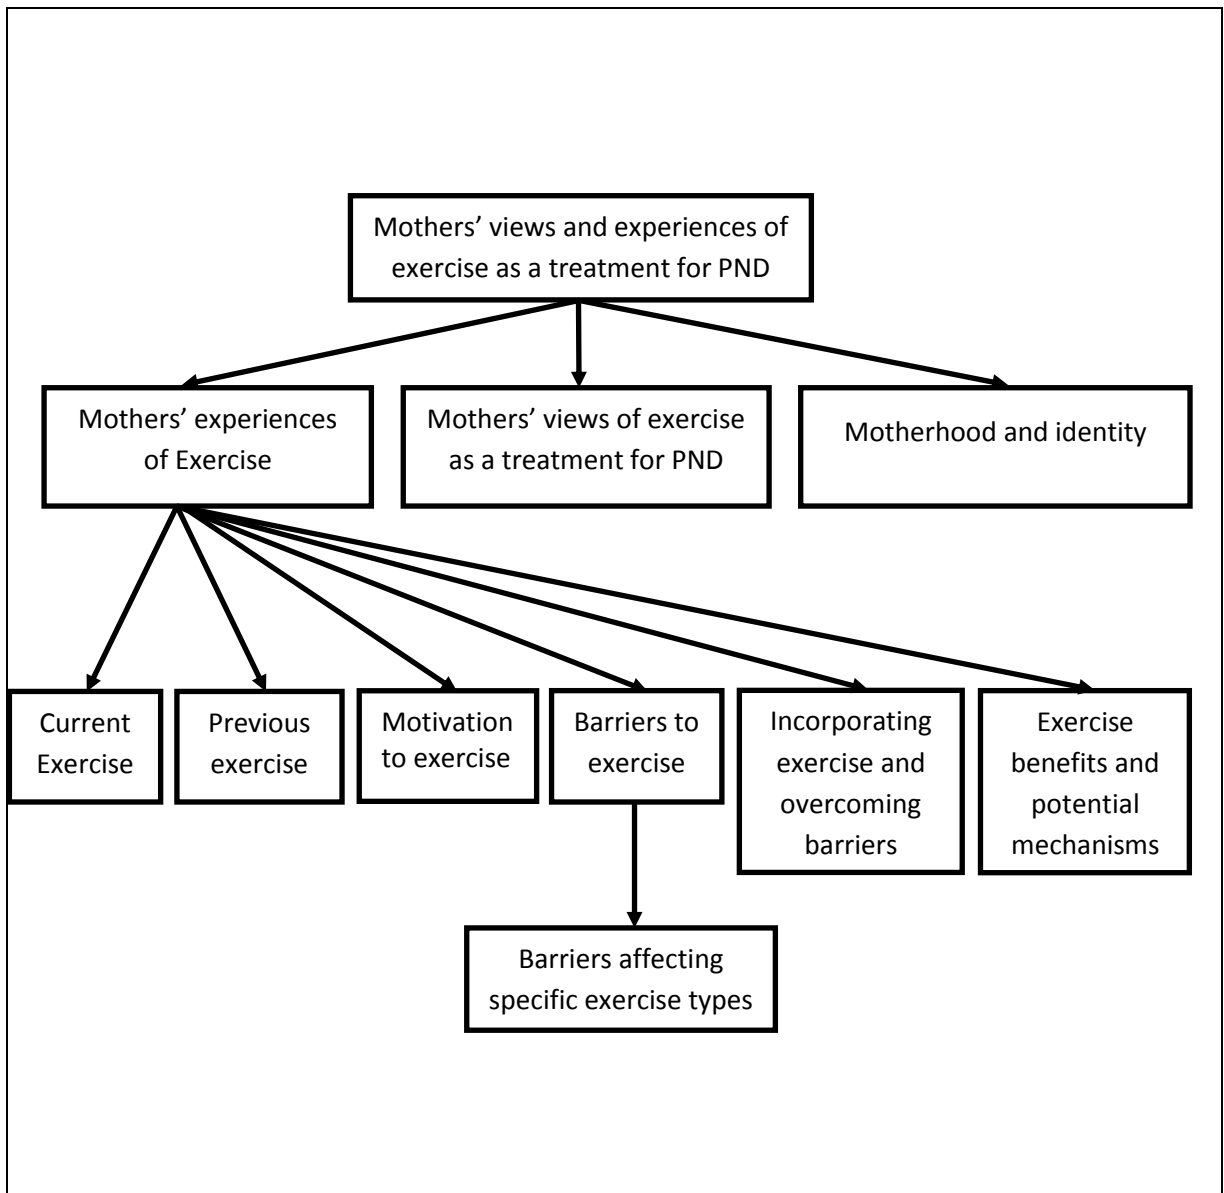 Mothers’ views and experiences of
exercise as a treatment for PND
Mothers’ experiences
of Exercise
Mothers’ views of exercise
as a treatment for PND
Motherhood and identity
Current
Exercise
Previous
exercise
Motivation
to exercise
Barriers to
exercise
Incorporating
exercise and
overcoming
barriers
Exercise
benefits and
potential
mechanisms
Barriers affecting
specific exercise types